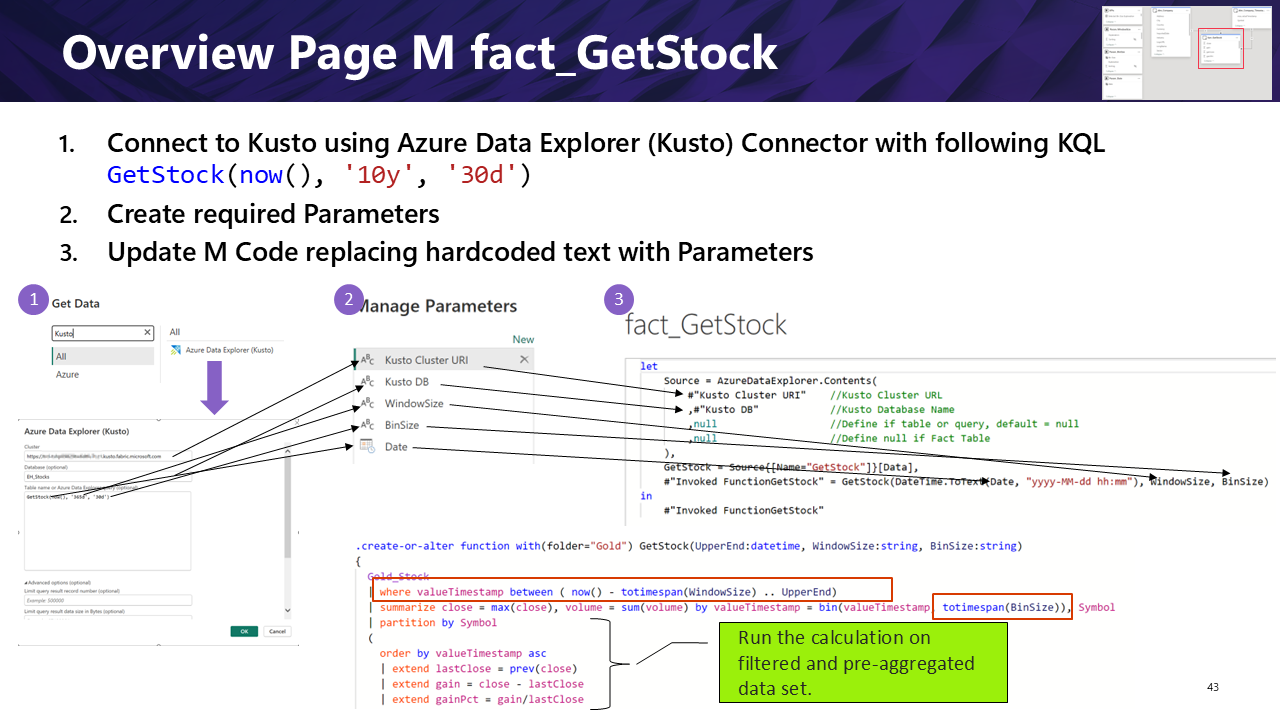 Overview Page M fact_GetStock
1. Connect to Kusto using Azure Data Explorer (Kusto) Connector with following KQL
GetStock(now(), '10y', '30d')
2. Create required Parameters
3. Update M Code replacing hardcoded text with Parameters
1
Get Data
Kusto
All
Azure
All
Azure Data Explorer (Kusto)
Azure Data Explorer (Kusto)
Cluster
https://
.kusto.fabric.microsoft.com
Database (optional)
EH_Stocks
Table name or Azure Data Explorer query (optional)
GetStock(now(), '365d', '30d')
Advanced options (optional)
Limit query result record number (optional)
Example: 500000
Limit query result data size in Bytes (optional)
OK
Cancel
2
Manage Parameters
New
Kusto Cluster URI
Kusto DB
WindowSize
BinSize
Date
3
fact_GetStock
let
Source = AzureDataExplorer.Contents(
#"Kusto Cluster URI" //Kusto Cluster URL
,#"Kusto DB" //Kusto Database Name
,null //Define if table or query, default = null
,null //Define null if Fact Table
),
GetStock = Source{[Name="GetStock"]}[Data],
#"Invoked FunctionGetStock" = GetStock(DateTime.ToText(Date, "yyyy-MM-dd hh:mm"), WindowSize, BinSize)
in
#"Invoked FunctionGetStock"
.create-or-alter function with(folder="Gold") GetStock(UpperEnd:datetime, WindowSize:string, BinSize:string)
{
Gold_Stock
| where valueTimestamp between ( now() - totimespan(WindowSize) .. UpperEnd)
| summarize close = max(close), volume = sum(volume) by valueTimestamp = bin(valueTimestamp, totimespan(BinSize)), Symbol
| partition by Symbol
(
order by valueTimestamp asc
| extend lastClose = prev(close)
| extend gain = close - lastClose
| extend gainPct = gain/lastClose
Run the calculation on
filtered and pre-aggregated
data set.
43